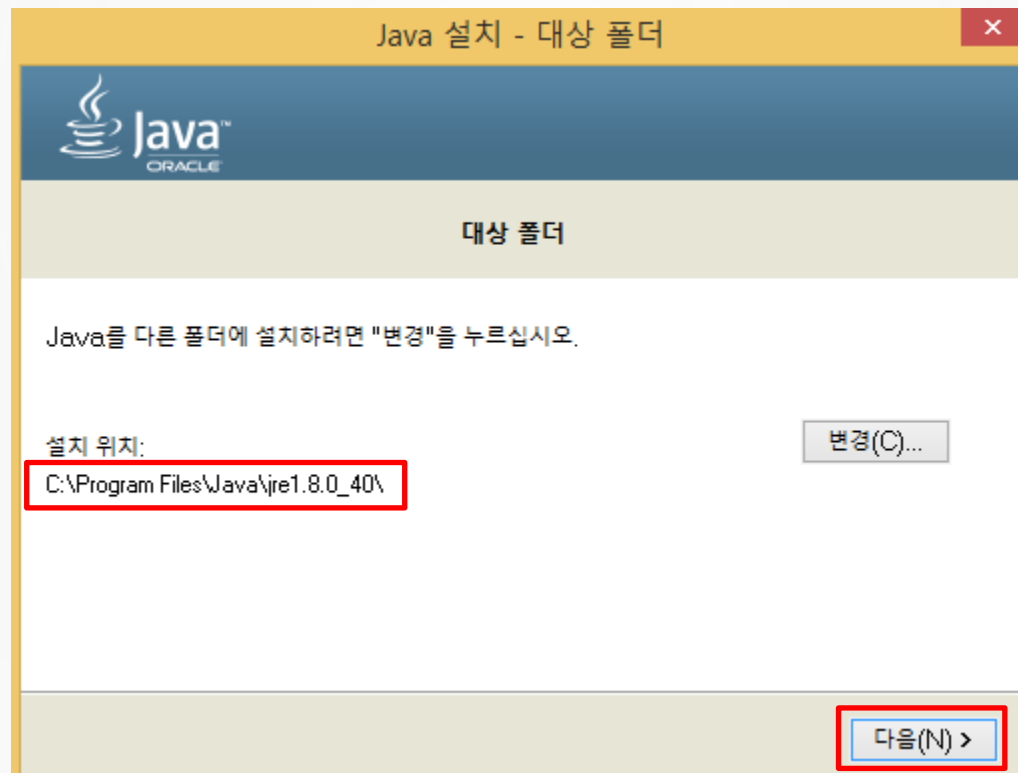 Java 설치 - 대상 폴더
Java™
ORACLE
대상 폴더
Java를 다른 폴더에 설치하려면 "변경"을 누르십시오.
변경(C)...
설치 위치:
C:\Program Files\Java\jre1.8.0_40\
다음(N) >